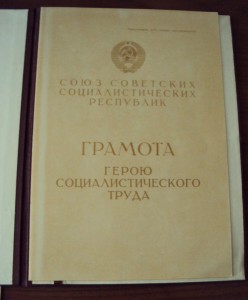 СОЮЗ СОВЕТСКИХ
СОЦИАЛИСТИЧЕСКИХ
РЕСПУБЛИК
ГРАМОТА
ГЕРОЮ
СОЦИАЛИСТИЧЕСКОГО
ТРУДА